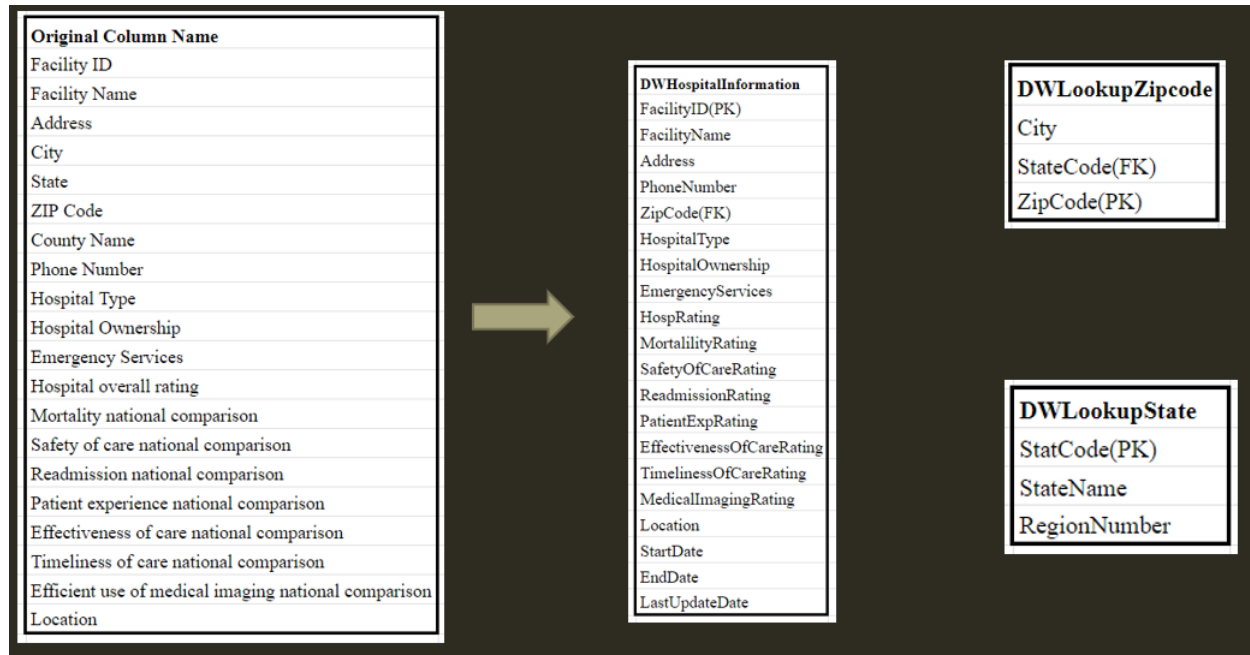 Original Column Name
Facility ID
Facility Name
Address
City
State
ZIP Code
County Name
Phone Number
Hospital Type
Hospital Ownership
Emergency Services
Hospital overall rating
Mortality national comparison
Safety of care national comparison
Readmission national comparison
Patient experience national comparison
Effectiveness of care national comparison
Timeliness of care national comparison
Efficient use of medical imaging national comparison
Location
DWHospitalInformation
FacilityID(PK)
FacilityName
Address
PhoneNumber
ZipCode(FK)
HospitalType
HospitalOwnership
EmergencyServices
HospRating
MortalilityRating
SafetyOfCareRating
ReadmissionRating
PatientExpRating
EffectivenessOfCareRating
TimelinessOfCareRating
MedicalImagingRating
Location
StartDate
EndDate
LastUpdateDate
DWLookupZipcode
City
StateCode(FK)
ZipCode(PK)
DWLookupState
StatCode(PK)
StateName
RegionNumber